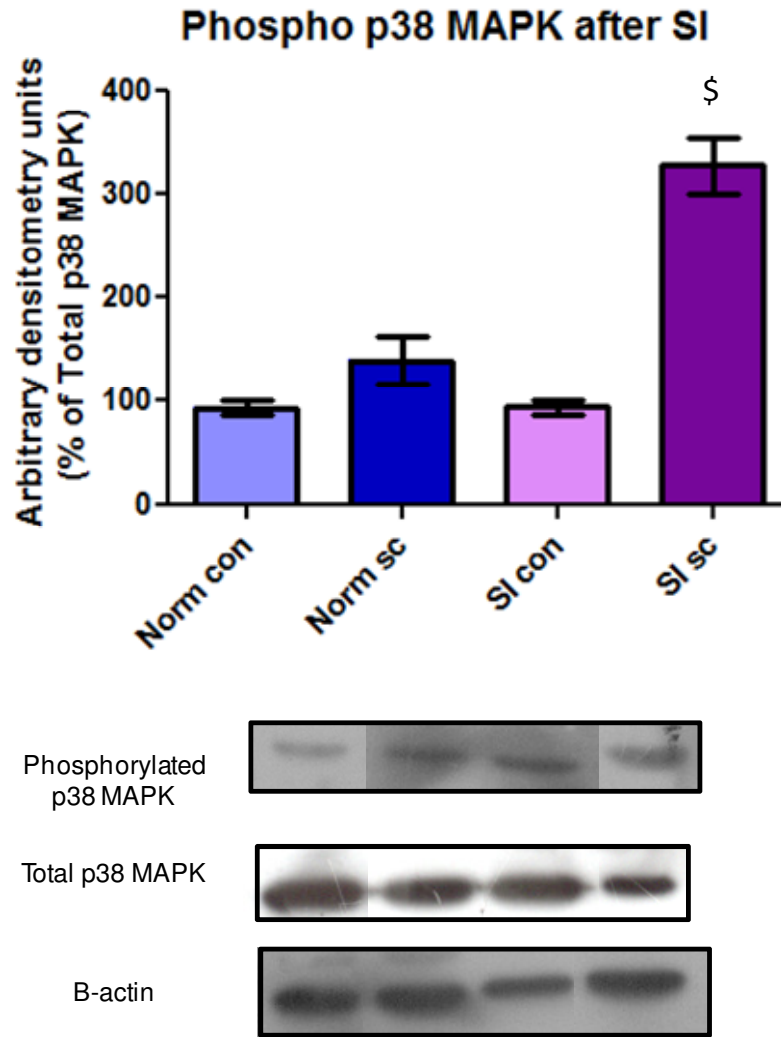 Phospho p38 MAPK after SI
Arbitrary densitometry units
(% of Total p38 MAPK)
400
300
200
100
0
$
Norm con
Norm sc
SI con
SI sc
Phosphorylated
p38 MAPK
Total p38 MAPK
B-actin